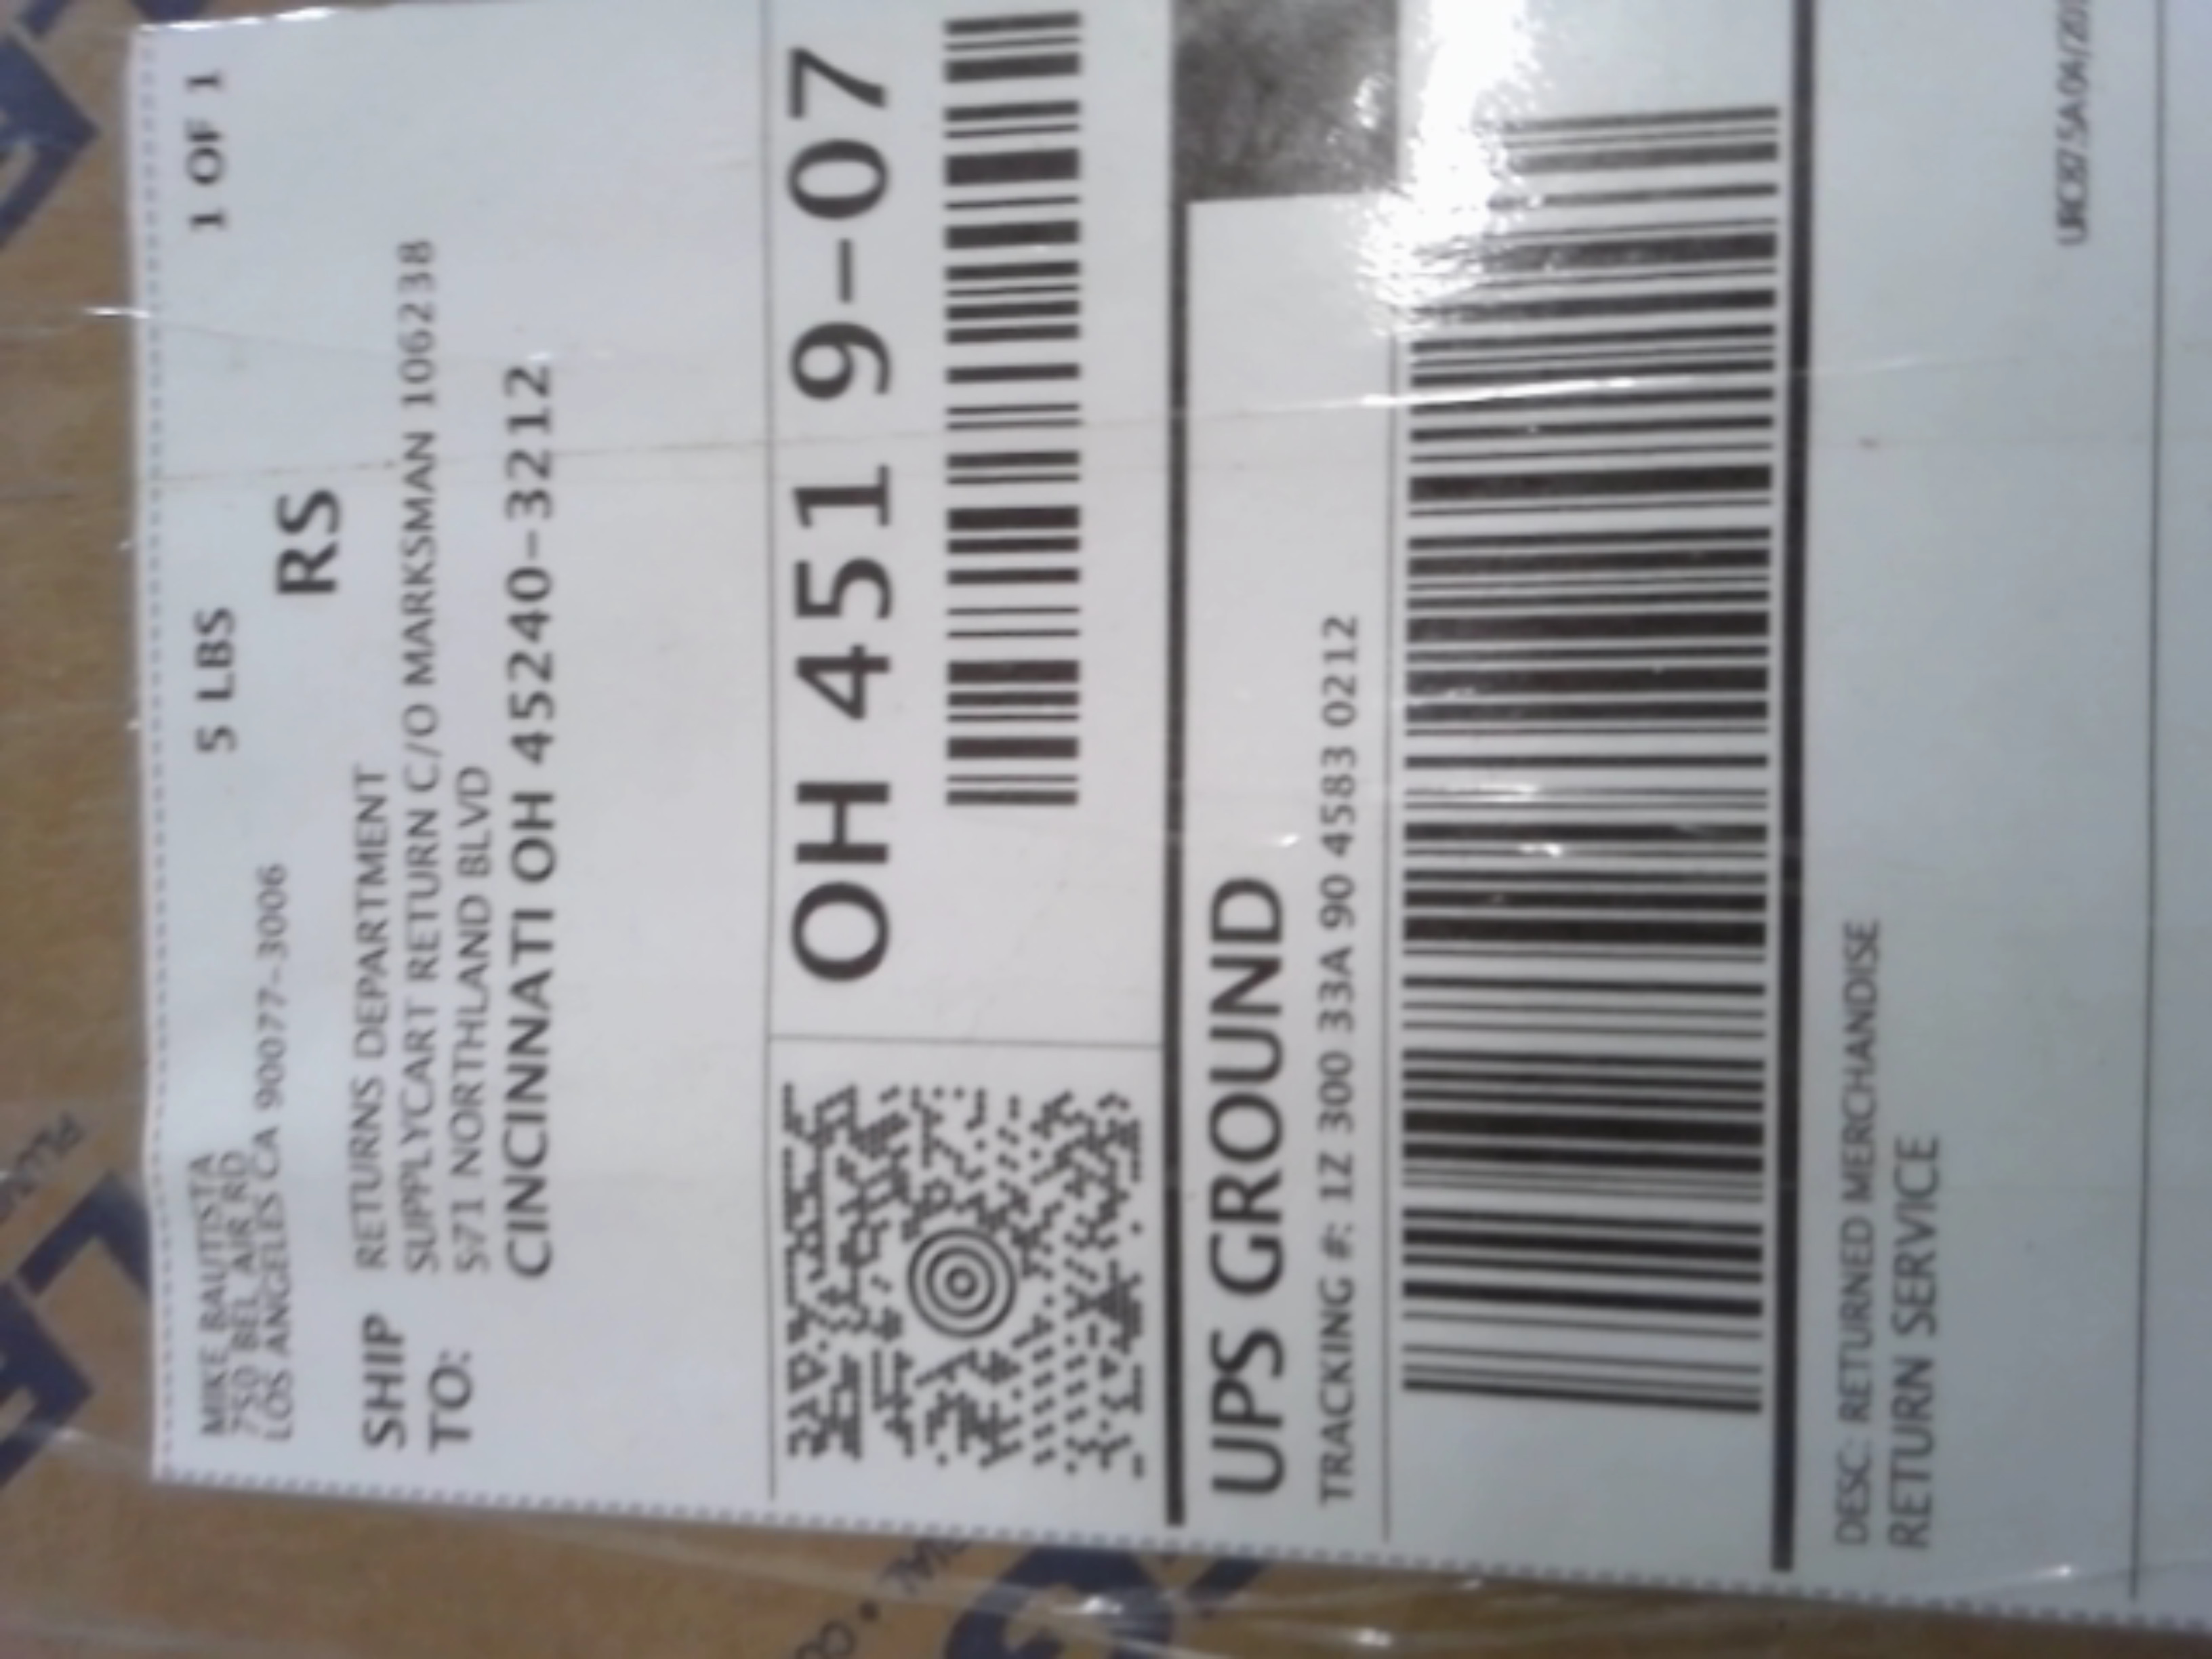 MIKE BAUTISTA
750 BEL AIR RD
LOS ANGELES CA 90077-3006
5 LBS
1 OF 1
RS
SHIP TO:
RETURNS DEPARTMENT
SUPPLYCART RETURN C/O MARKSMAN 106238
571 NORTHLAND BLVD
CINCINNATI OH 45240-3212
OH 451 9-07
UPS GROUND
TRACKING #: 1Z 300 33A 90 4583 0212
DESC: RETURNED MERCHANDISE
RETURN SERVICE